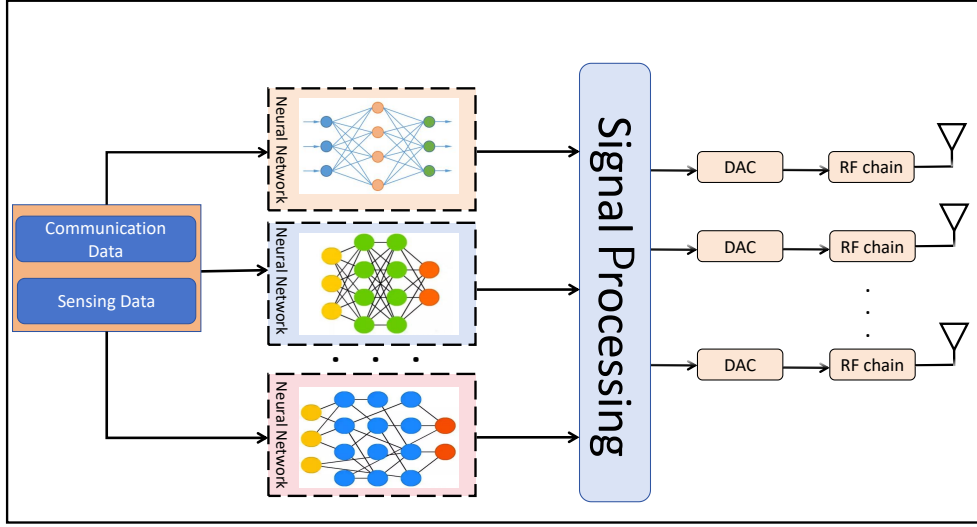 Communication
Data
Sensing Data
Neural Network
Neural Network
. . .
Neural Network
Signal Processing
DAC
RF chain
DAC
RF chain
.
.
.
DAC
RF chain